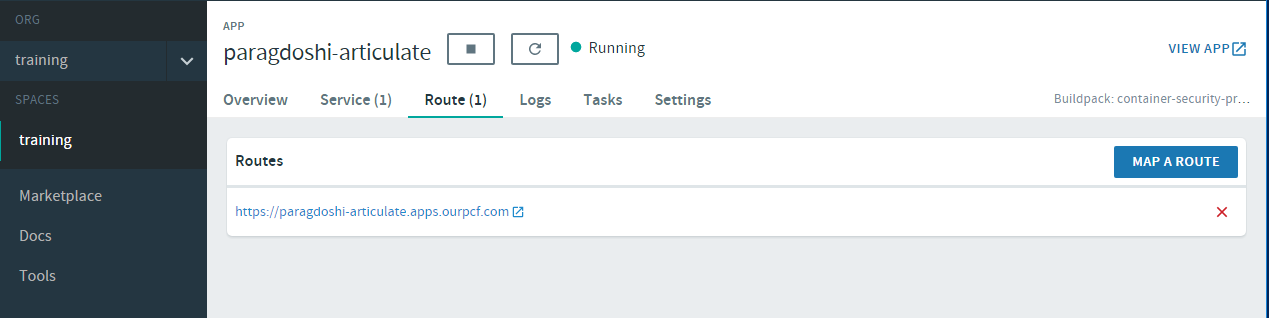 ORG
training
SPACES
training
Marketplace
Docs
Tools
APP
paragdoshi-articulate
Running
VIEW APP
Overview Service (1) Route (1) Logs Tasks Settings
Buildpack: container-security-pr...
Routes
MAP A ROUTE
https://paragdoshi-articulate.apps.ourpcf.com